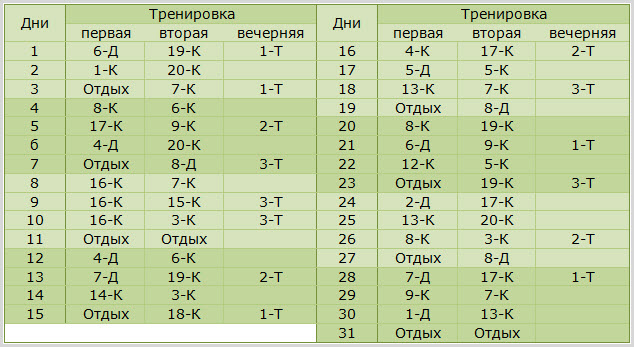 Дни Тренировка
первая вторая вечерняя
1 6-Д 19-К 1-Т
2 1-К 20-К
3 Отдых 7-К 1-Т
4 8-К 6-К
5 17-К 9-К 2-Т
6 4-Д 20-К
7 Отдых 8-Д 3-Т
8 16-К 7-К
9 16-К 15-К 3-Т
10 16-К 3-К 3-Т
11 Отдых Отдых
12 4-Д 6-К
13 7-Д 19-К 2-Т
14 14-К 3-К
15 Отдых 18-К 1-Т
Дни Тренировка
первая вторая вечерняя
16 4-К 17-К 2-Т
17 5-Д 5-К
18 13-К 7-К 3-Т
19 Отдых 8-Д
20 8-К 19-К
21 6-Д 9-К 1-Т
22 12-К 5-К
23 Отдых 19-К 3-Т
24 2-Д 17-К
25 13-К 20-К
26 8-К 3-К 2-Т
27 Отдых 8-Д
28 7-Д 17-К 1-Т
29 9-К 7-К
30 1-Д 13-К
31 Отдых Отдых